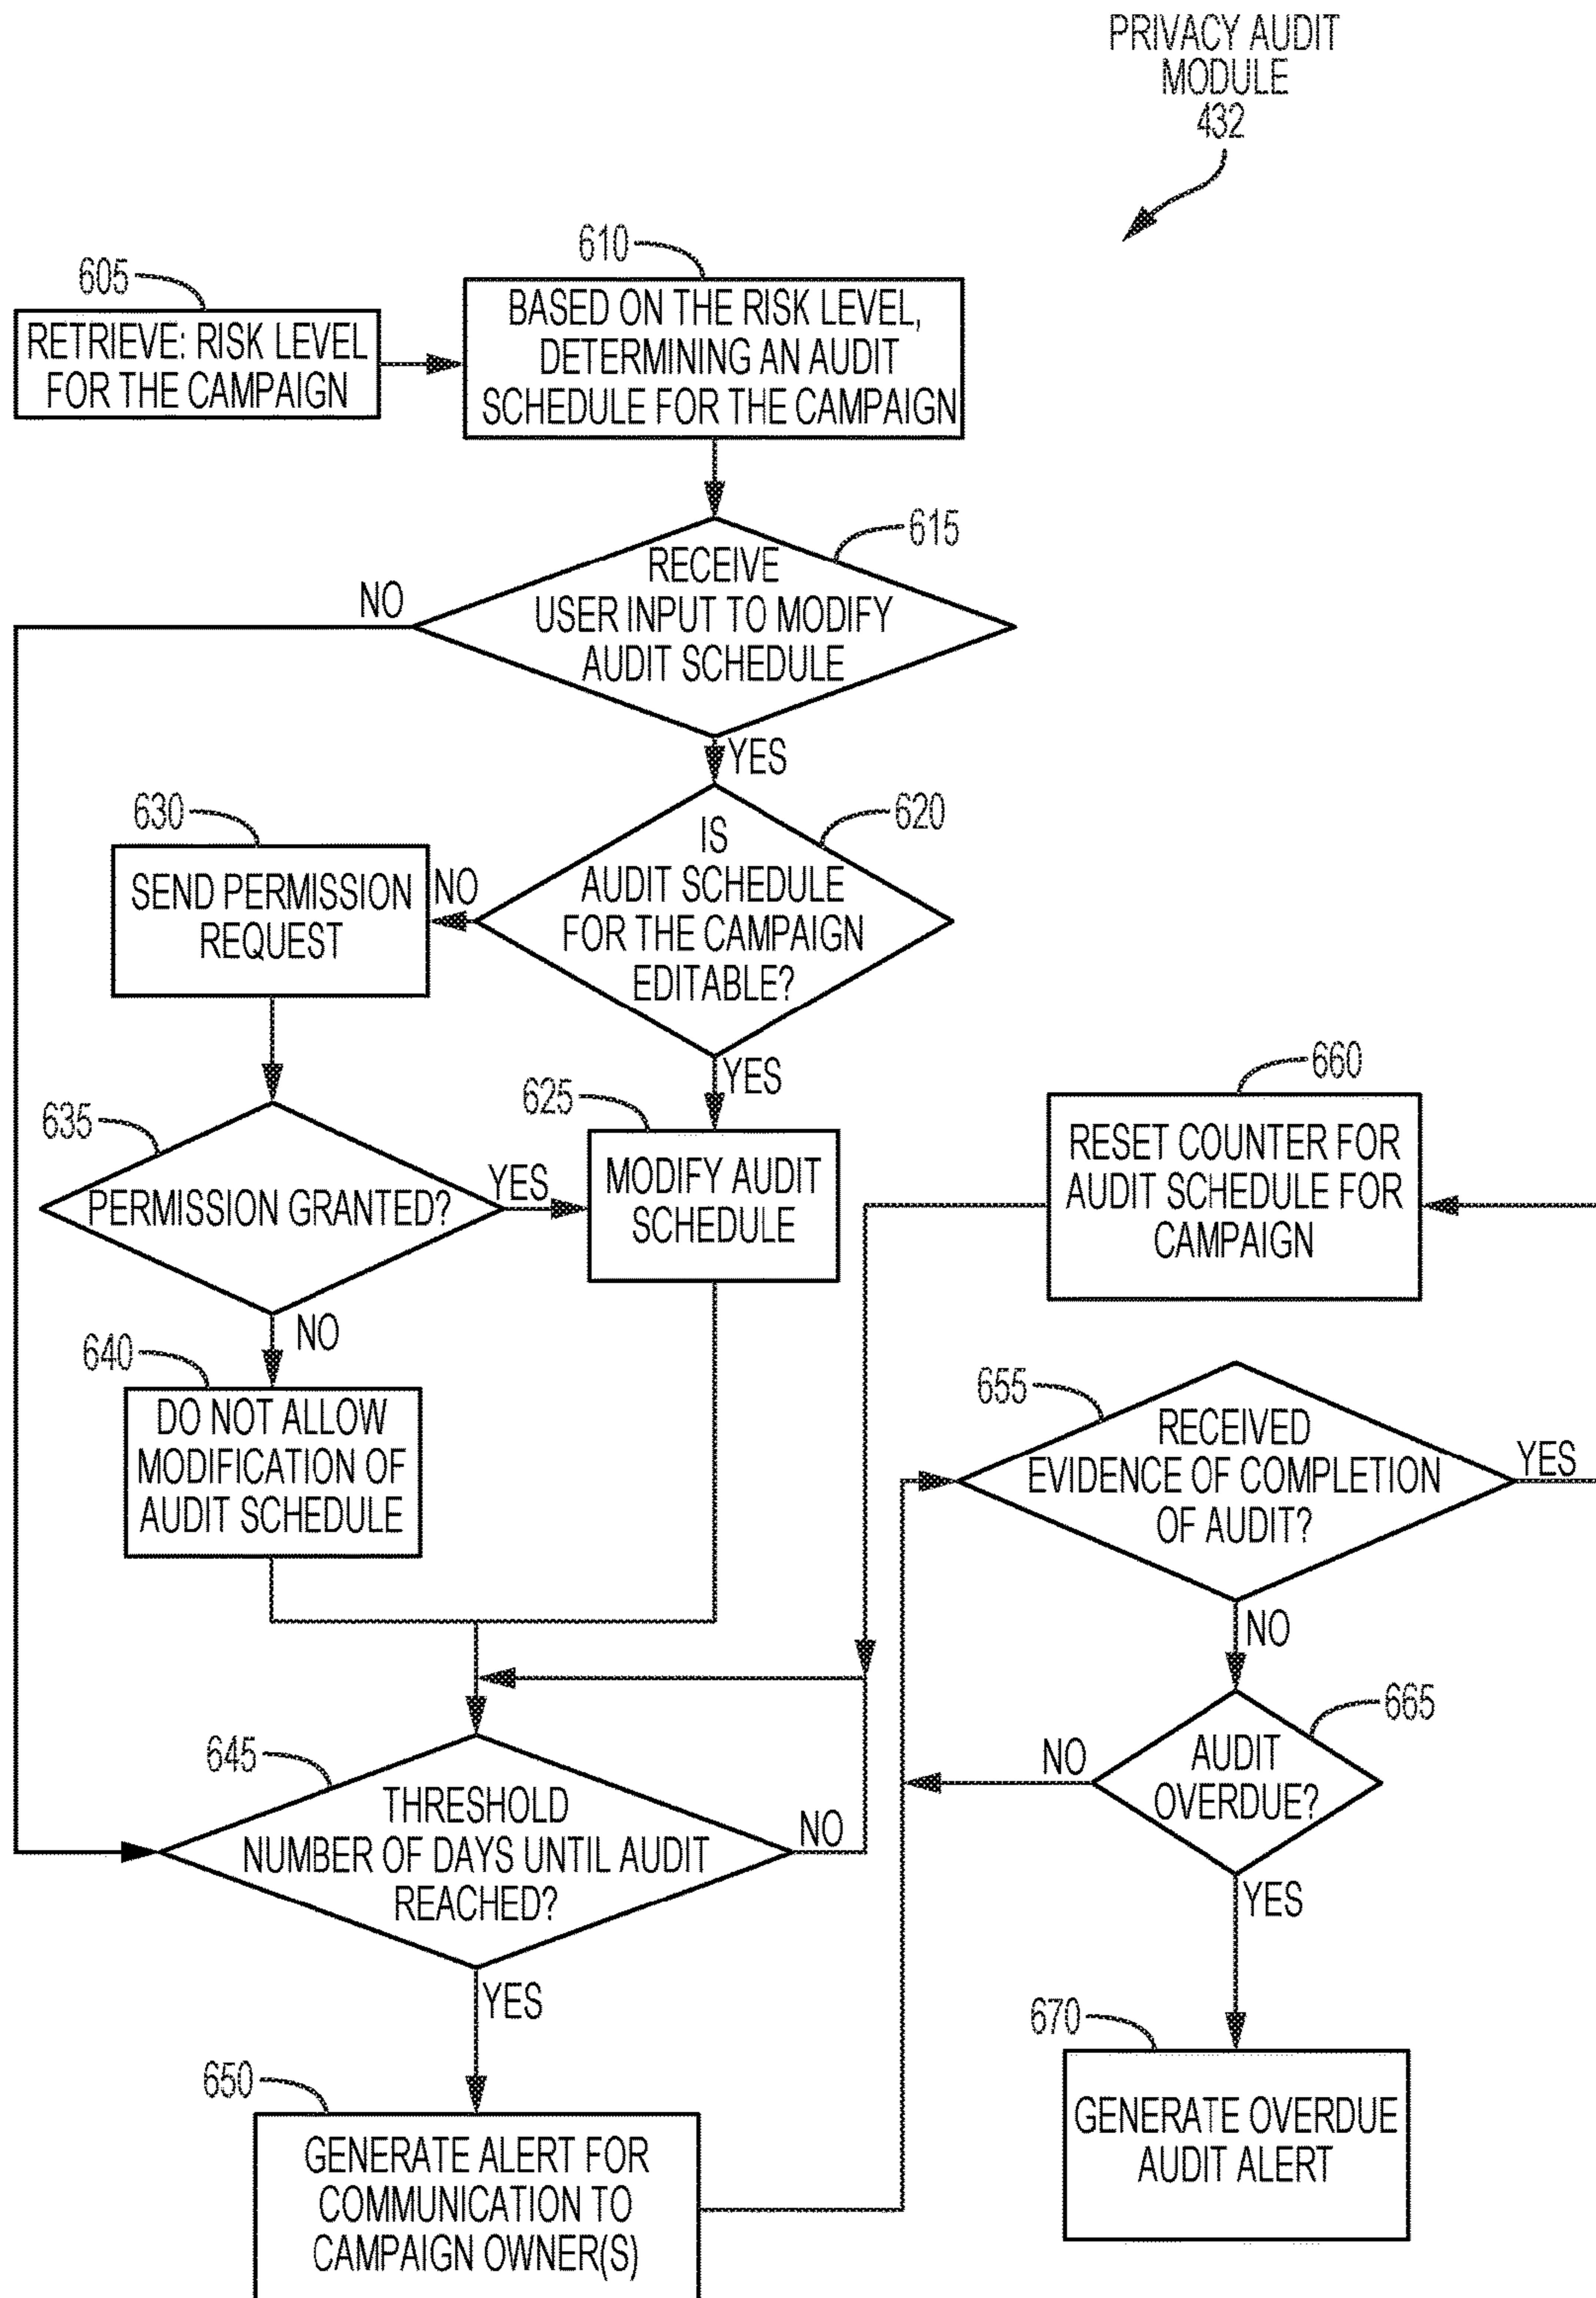 PRIVACY AUDIT
MODULE
432
605
RETRIEVE: RISK LEVEL
FOR THE CAMPAIGN
610
BASED ON THE RISK LEVEL,
DETERMINING AN AUDIT
SCHEDULE FOR THE CAMPAIGN
615
RECEIVE
USER INPUT TO MODIFY
AUDIT SCHEDULE
NO
YES
620
IS
AUDIT SCHEDULE
FOR THE CAMPAIGN
EDITABLE?
NO
YES
630
SEND PERMISSION
REQUEST
635
PERMISSION GRANTED?
YES
NO
625
MODIFY AUDIT
SCHEDULE
640
DO NOT ALLOW
MODIFICATION OF
AUDIT SCHEDULE
645
THRESHOLD
NUMBER OF DAYS UNTIL AUDIT
REACHED?
NO
YES
650
GENERATE ALERT FOR
COMMUNICATION TO
CAMPAIGN OWNER(S)
660
RESET COUNTER FOR
AUDIT SCHEDULE FOR
CAMPAIGN
655
RECEIVED
EVIDENCE OF COMPLETION
OF AUDIT?
YES
NO
665
AUDIT
OVERDUE?
NO
YES
670
GENERATE OVERDUE
AUDIT ALERT